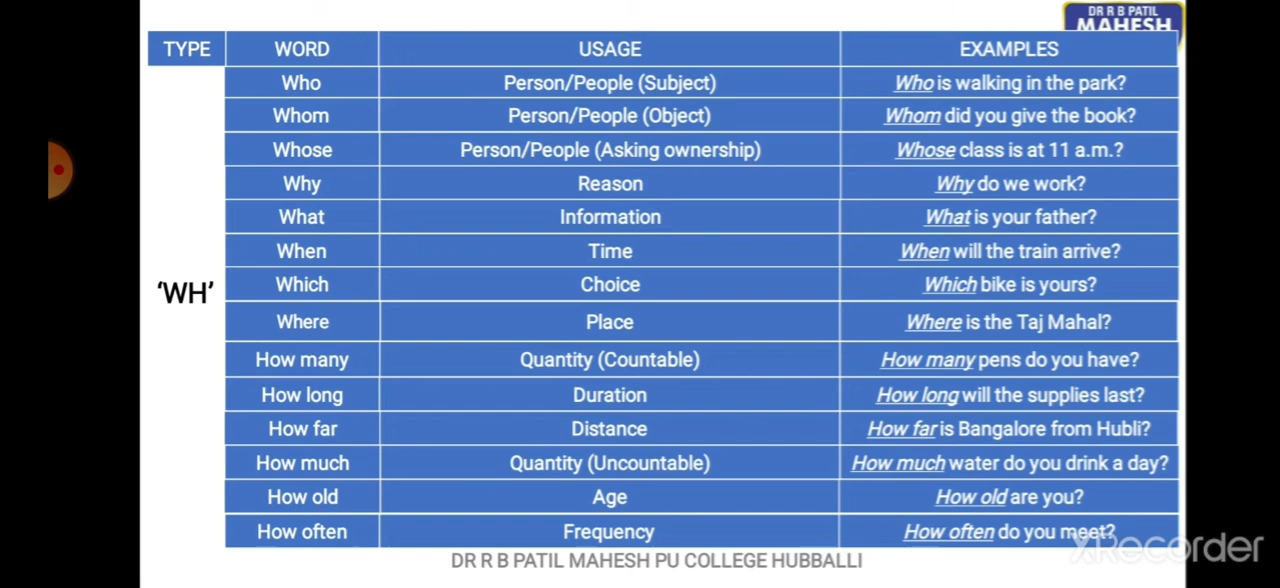 DR R B PATIL
MAHESH
TYPE WORD USAGE EXAMPLES
Who Person/People (Subject) Who is walking in the park?
Whom Person/People (Object) Whom did you give the book?
Whose Person/People (Asking ownership) Whose class is at 11 a.m.?
Why Reason Why do we work?
What Information What is your father?
When Time When will the train arrive?
Which Choice Which bike is yours?
‘WH’
Where Place Where is the Taj Mahal?
How many Quantity (Countable) How many pens do you have?
How long Duration How long will the supplies last?
How far Distance How far is Bangalore from Hubli?
How much Quantity (Uncountable) How much water do you drink a day?
How old Age How old are you?
How often Frequency How often do you meet?
XRecorder
DR R B PATIL MAHESH PU COLLEGE HUBBALLI